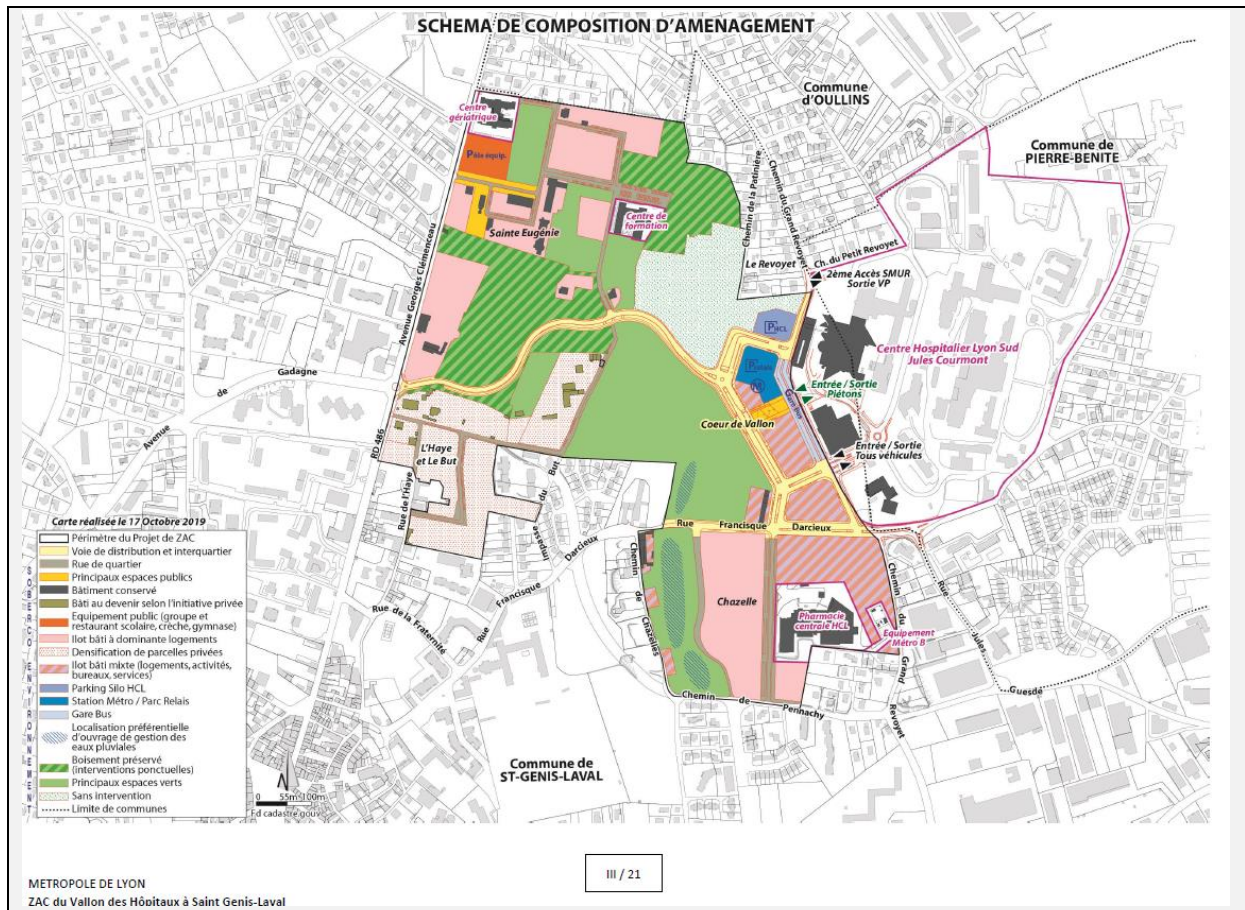 SCHEMA DE COMPOSITION D'AMENAGEMENT
Commune
d'OULLINS
Commune de
PIERRE-BENITE
Centre
gériatrique
Pôle équip.
Sainte Eugénie
Centre de
formation
Avenue Georges Clémenceau
Chemin de la Patinière
Chemin du Grand Revoyet
Le Revoyet
Ch. du Petit Revoyet
2ème Accès SMUR
Sortie VP
P HCL
Centre Hospitalier Lyon Sud
Jules Courmont
M
Gare bus
Entrée / Sortie
Piétons
Coeur de Vallon
Entrée / Sortie
Tous véhicules
Avenue de Gadagne
RD 486
L'Haye
et Le But
Rue de l'Haye
du But
Rue Francisque Darcieux
Rue de la Fraternité
Rue Francisque Darcieux
Chemin de Chazelles
Chazelle
Pharmacie
centrale HCL
Equipement
Métro B
Chemin du Grand Revoyet
Rue Jules Guesde
Chemin de Pennachy
Commune de
ST-GENIS-LAVAL
Carte réalisée le 17 Octobre 2019
Périmètre du Projet de ZAC
Voie de distribution et interquartier
Rue de quartier
Principaux espaces publics
Bâtiment conservé
Bâti au devenir selon l'initiative privée
Equipement public (groupe et
restaurant scolaire, crèche, gymnase)
Ilot bâti à dominante logements
Densification de parcelles privées
Ilot bâti mixte (logements, activités,
bureaux, services)
Parking Silo HCL
Station Métro / Parc Relais
Gare Bus
Localisation préférentielle
d'ouvrage de gestion des
eaux pluviales
Boisement préservé
(interventions ponctuelles)
Principaux espaces verts
Sans intervention
Limite de communes
SOBERCO ENVIRONNEMENT
0 55m 100m
Fd cadastre.gouv
III / 21
METROPOLE DE LYON
ZAC du Vallon des Hôpitaux à Saint Genis-Laval